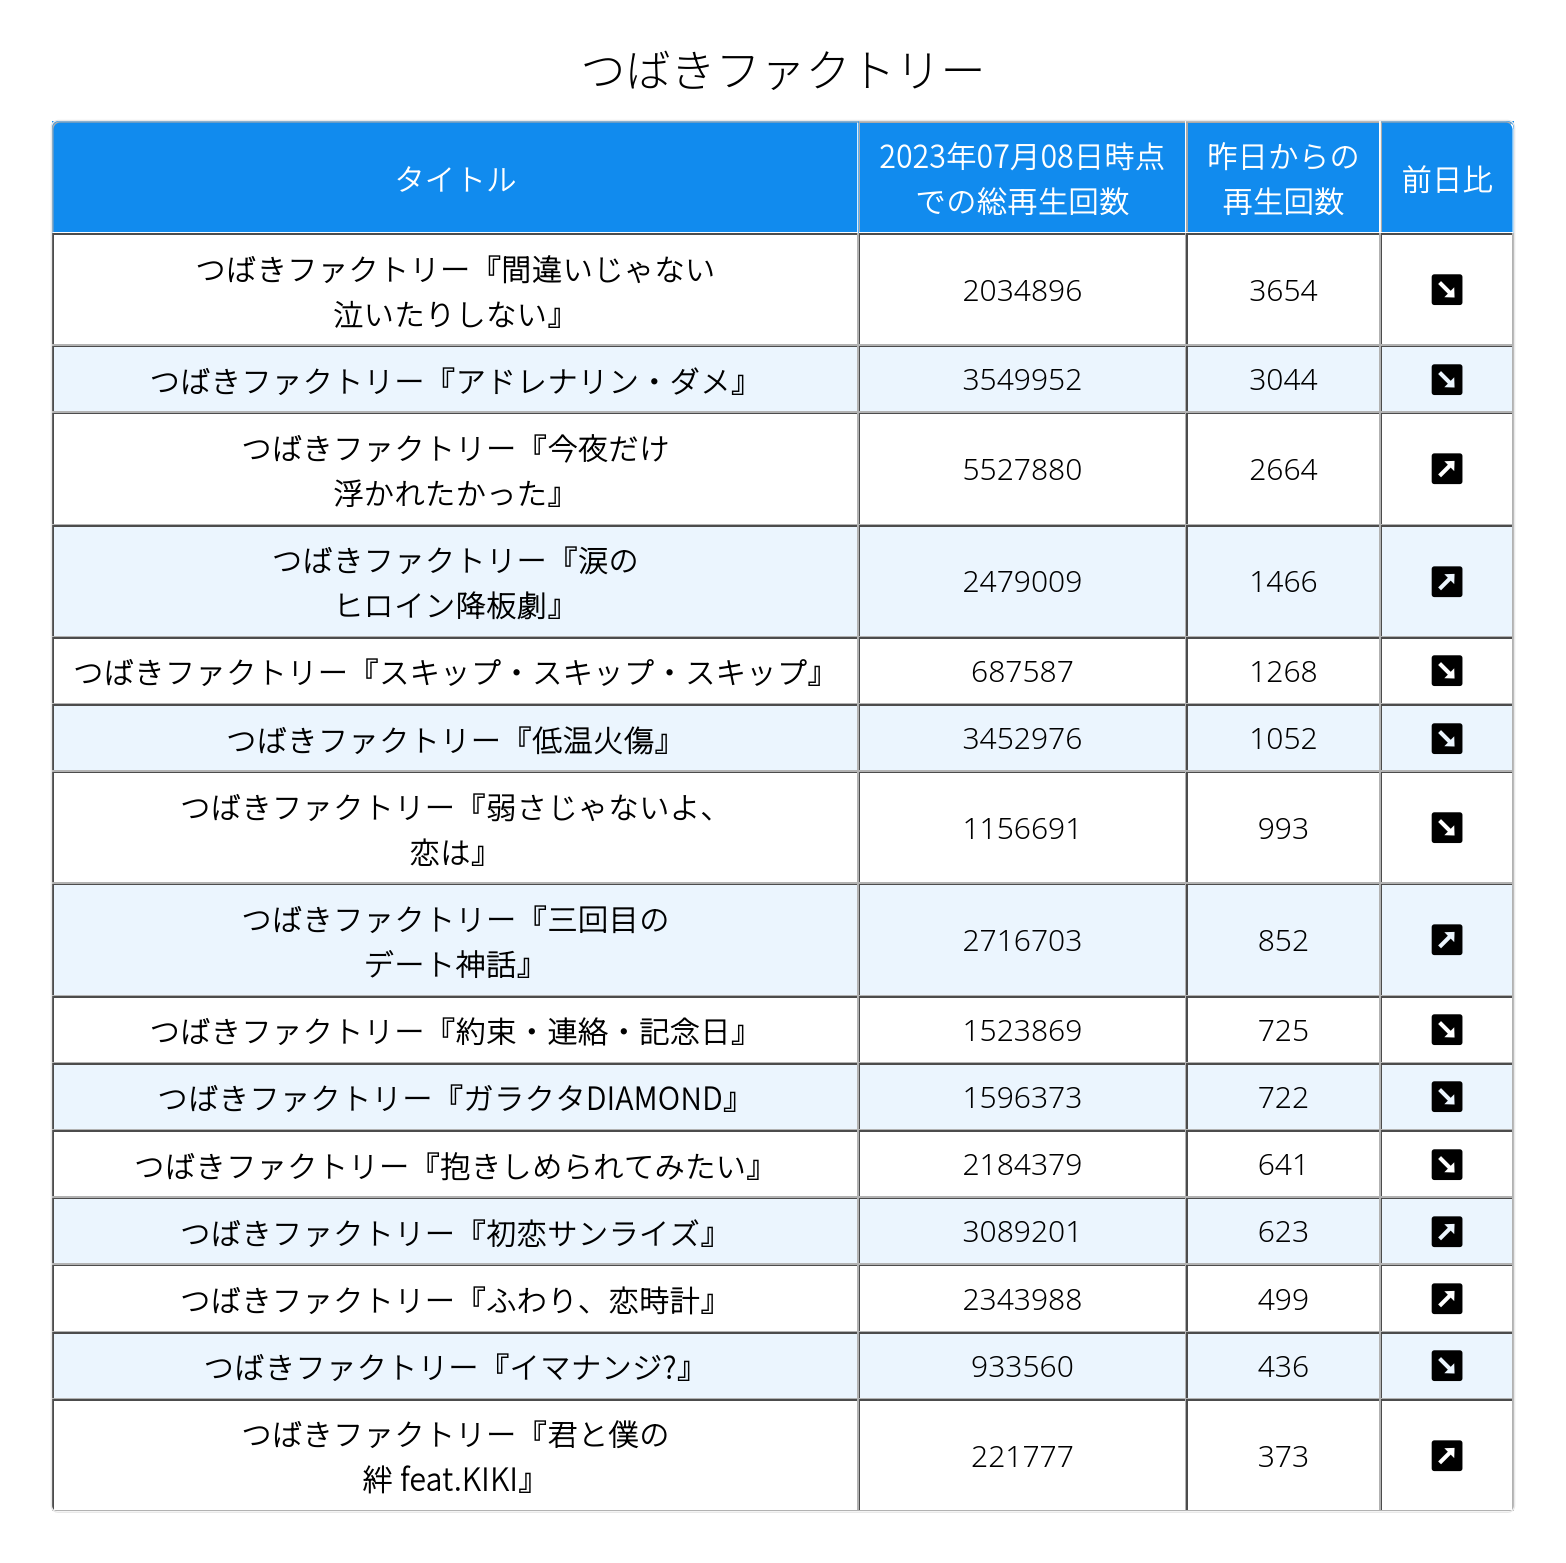 つばきファクトリー
タイトル
2023年07月08日時点
での総再生回数
昨日からの
再生回数
前日比
つばきファクトリー『間違いじゃない
泣いたりしない』
2034896
3654
つばきファクトリー『アドレナリン・ダメ』
3549952
3044
つばきファクトリー『今夜だけ
浮かれたかった』
5527880
2664
つばきファクトリー『涙の
ヒロイン降板劇』
2479009
1466
つばきファクトリー『スキップ・スキップ・スキップ』
687587
1268
つばきファクトリー『低温火傷』
3452976
1052
つばきファクトリー『弱さじゃないよ、
恋は』
1156691
993
つばきファクトリー『三回目の
デート神話』
2716703
852
つばきファクトリー『約束・連絡・記念日』
1523869
725
つばきファクトリー『ガラクタDIAMOND』
1596373
722
つばきファクトリー『抱きしめられてみたい』
2184379
641
つばきファクトリー『初恋サンライズ』
3089201
623
つばきファクトリー『ふわり、恋時計』
2343988
499
つばきファクトリー『イマナンジ?』
933560
436
つばきファクトリー『君と僕の
絆 feat.KIKI』
221777
373